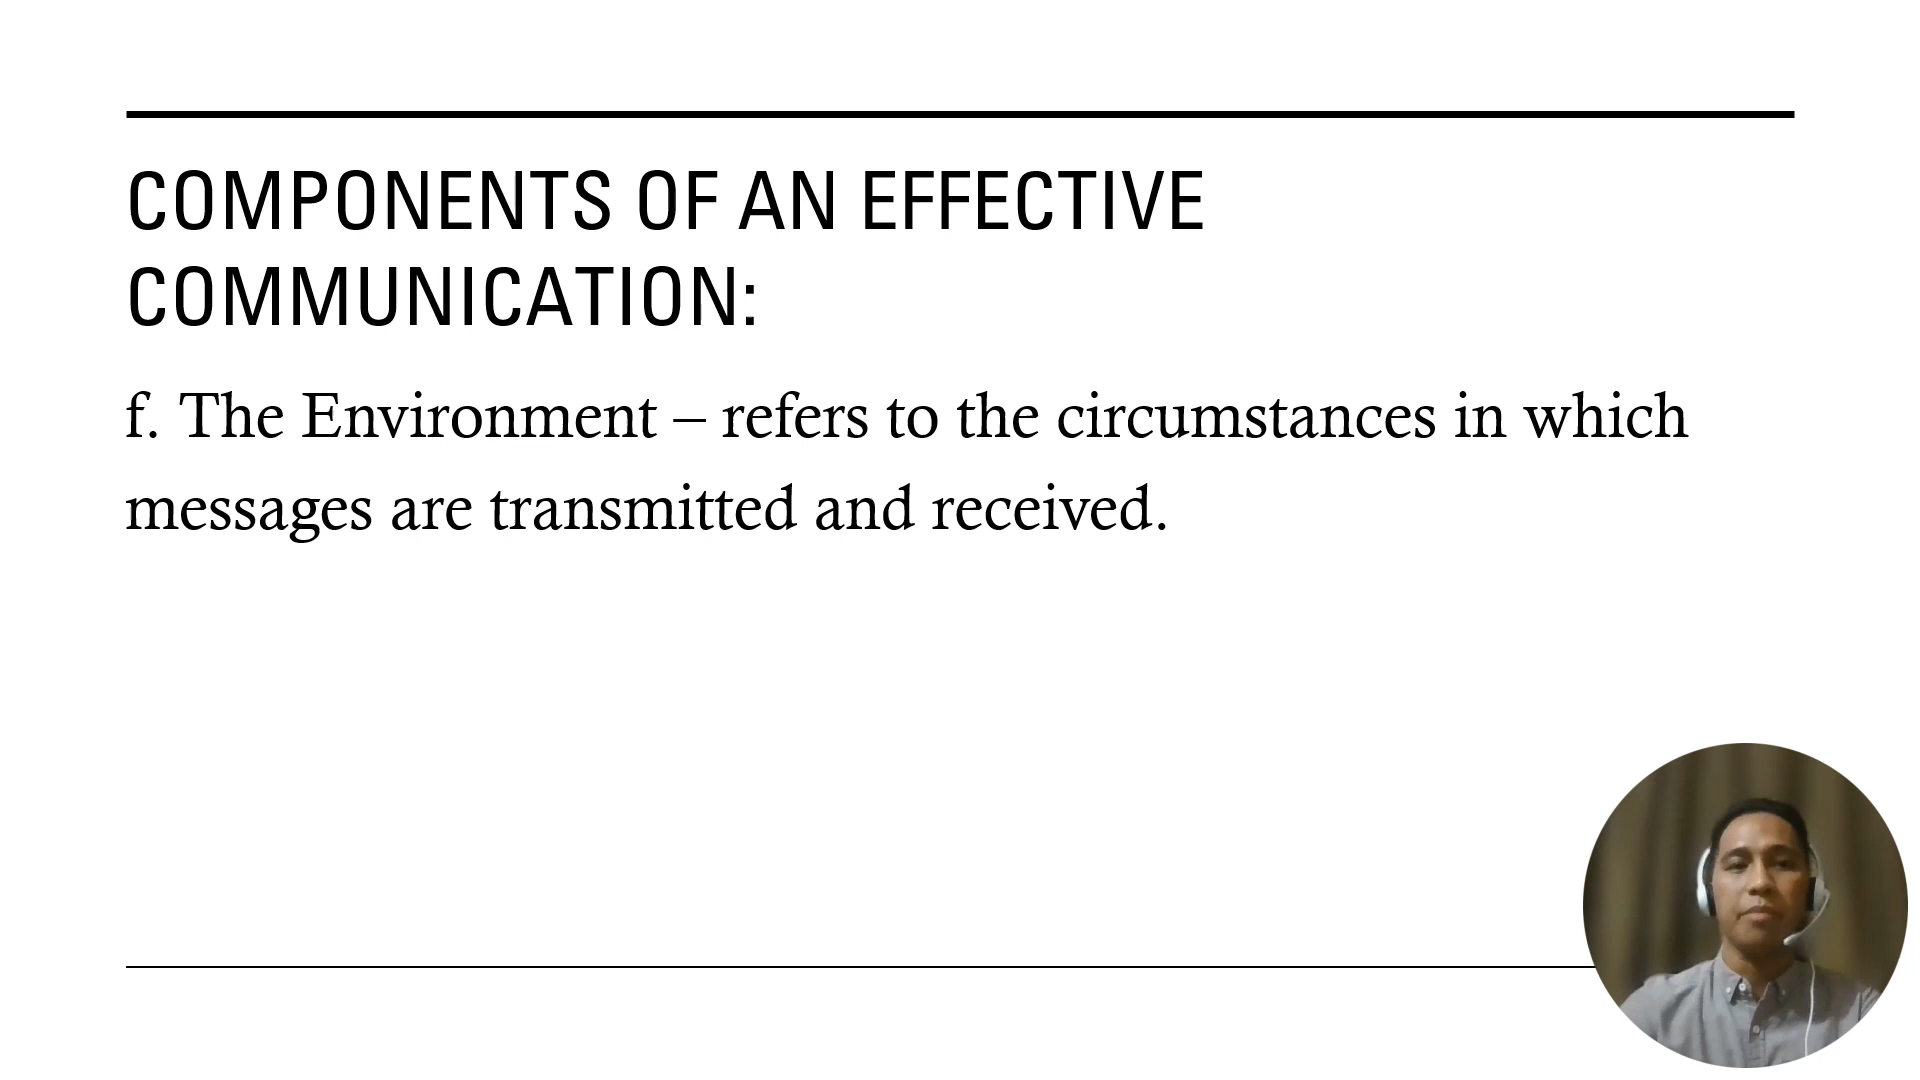 COMPONENTS OF AN EFFECTIVE
COMMUNICATION:
f. The Environment – refers to the circumstances in which
messages are transmitted and received.